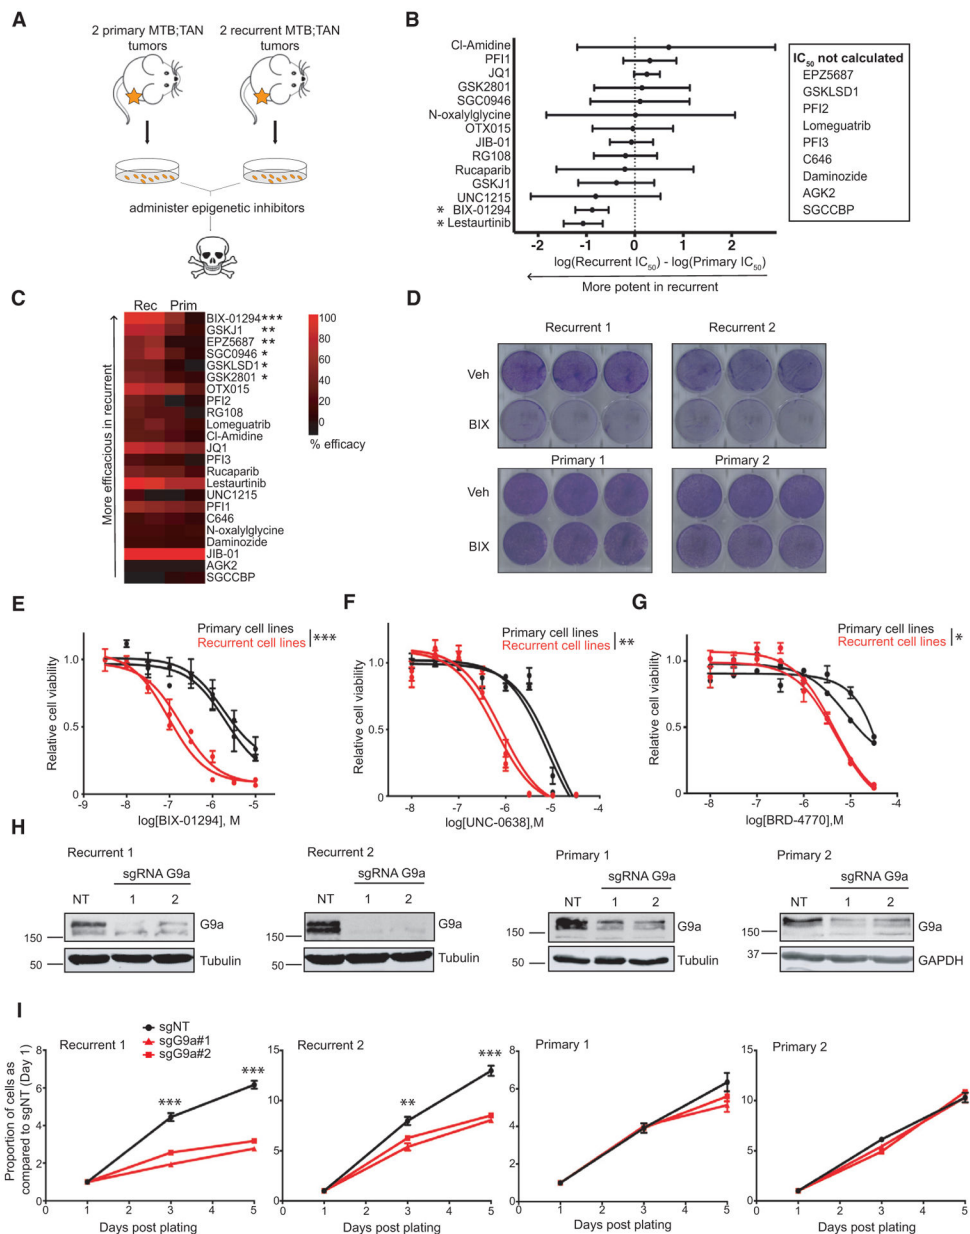 A
2 primary MTB;TAN
tumors
2 recurrent MTB;TAN
tumors
administer epigenetic inhibitors
B
Cl-Amidine
PFI1
JQ1
GSK2801
SGC0946
N-oxalylglycine
OTX015
JIB-01
RG108
Rucaparib
GSKJ1
UNC1215
* BIX-01294
* Lestaurtinib
-2 -1 0 1 2
log(Recurrent IC50) - log(Primary IC50)
More potent in recurrent
IC50 not calculated
EPZ5687
GSKLSD1
PFI2
Lomeguatrib
PFI3
C646
Daminozide
AGK2
SGCCBP
C
Rec Prim
More efficacious in recurrent
BIX-01294 ***
GSKJ1 **
EPZ5687 **
SGC0946 *
GSKLSD1 *
GSK2801 *
OTX015
PFI2
RG108
Lomeguatrib
Cl-Amidine
JQ1
PFI3
Rucaparib
Lestaurtinib
UNC1215
PFI1
C646
N-oxalylglycine
Daminozide
JIB-01
AGK2
SGCCBP
100
80
60
40
20
0
% efficacy
D
Recurrent 1
Recurrent 2
Veh
BIX
Primary 1
Primary 2
Veh
BIX
E
Primary cell lines
Recurrent cell lines
***
Relative cell viability
1.0
0.5
0
-9 -8 -7 -6 -5 -4
log[BIX-01294], M
F
Primary cell lines
Recurrent cell lines
**
Relative cell viability
1.0
0.5
0
-8 -7 -6 -5 -4
log[UNC-0638],M
G
Primary cell lines
Recurrent cell lines
*
Relative cell viability
1.0
0.5
0
-8 -7 -6 -5 -4
log[BRD-4770],M
H
Recurrent 1
sgRNA G9a
NT 1 2
150
G9a
50
Tubulin
Recurrent 2
sgRNA G9a
NT 1 2
150
G9a
50
Tubulin
Primary 1
sgRNA G9a
NT 1 2
150
G9a
50
Tubulin
Primary 2
sgRNA G9a
NT 1 2
150
G9a
37
GAPDH
I
sgNT
sgG9a#1
sgG9a#2
Proportion of cells as
compared to sgNT (Day 1)
Recurrent 1
8
6
4
2
0
***
***
0 1 2 3 4 5
Days post plating
Recurrent 2
15
10
5
0
**
***
0 1 2 3 4 5
Days post plating
Primary 1
8
6
4
2
0
0 1 2 3 4 5
Days post plating
Primary 2
15
10
5
0
0 1 2 3 4 5
Days post plating